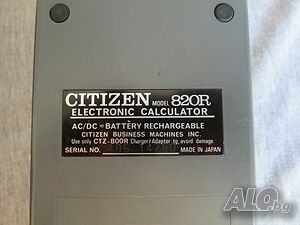 CITIZEN MODEL 820R
ELECTRONIC CALCULATOR
AC/DC - BATTERY RECHARGEABLE
CITIZEN BUSINESS MACHINES INC.
Use only CTZ-800R Charger/Adaptor to avoid damage.
SERIAL NO. MADE IN JAPAN
ALO.bg